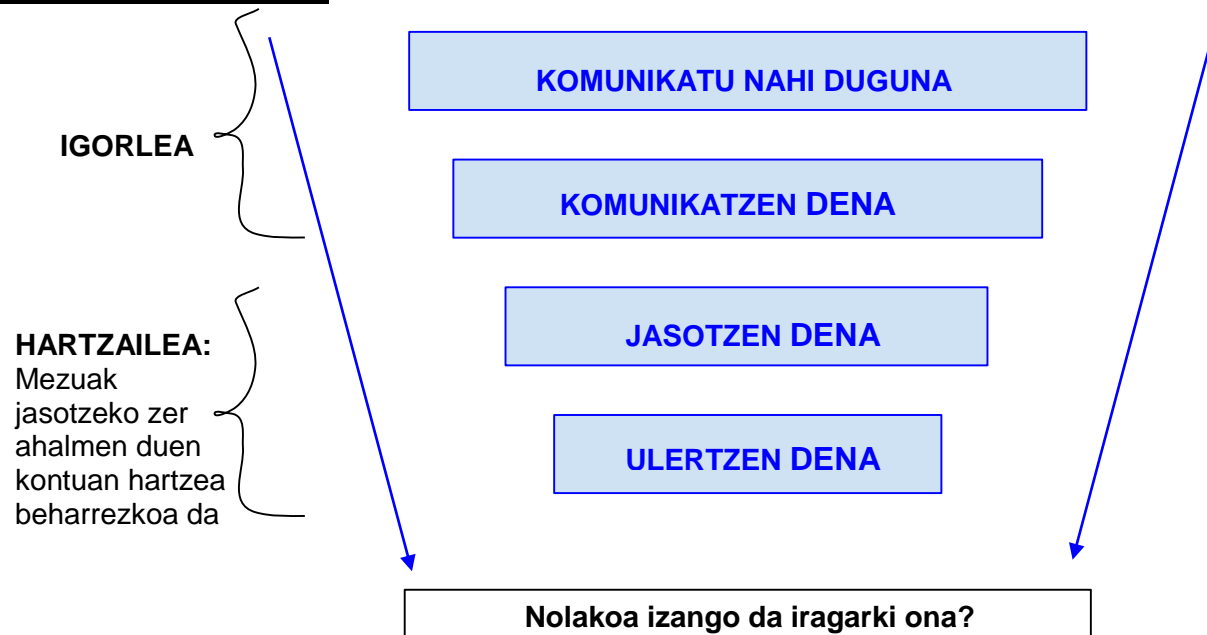 KOMUNIKATU NAHI DUGUNA
IGORLEA
KOMUNIKATZEN DENA
JASOTZEN DENA
HARTZAILEA:
Mezuak
jasotzeko zer
ahalmen duen
kontuan hartzea
beharrezkoa da
ULERTZEN DENA
Nolakoa izango da iragarki ona?